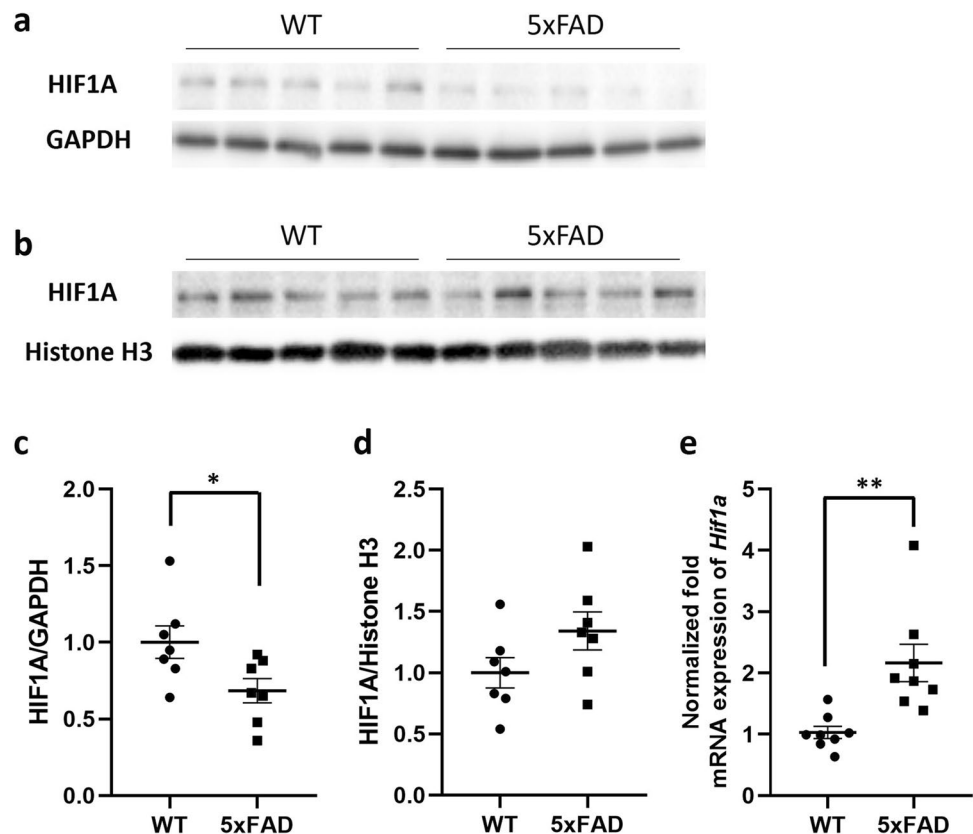 a
WT 5xFAD
HIF1A
GAPDH
b
WT 5xFAD
HIF1A
Histone H3
c
HIF1A/GAPDH
2.0
1.5
1.0
0.5
0.0
*
WT 5xFAD
d
HIF1A/Histone H3
2.5
2.0
1.5
1.0
0.5
0.0
WT 5xFAD
e
Normalized fold
mRNA expression of Hif1a
5
4
3
2
1
0
**
WT 5xFAD